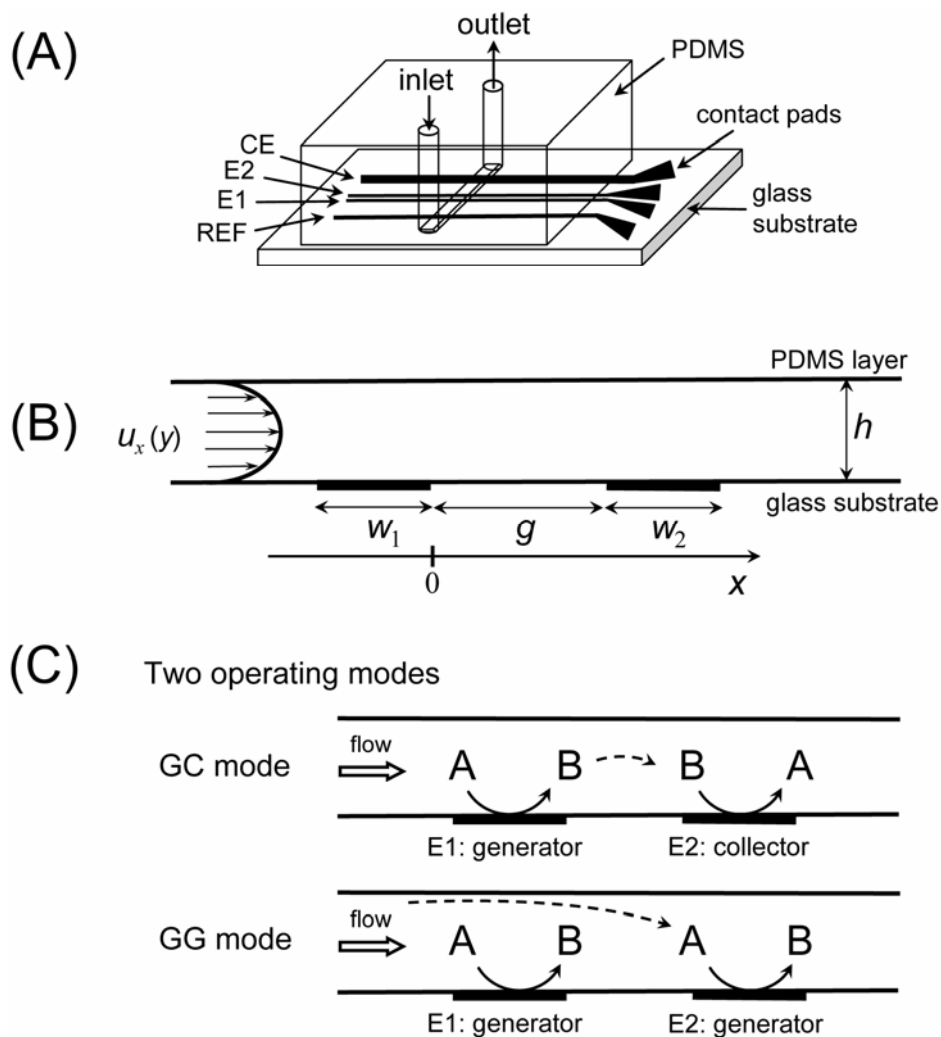 (A)
outlet
inlet
PDMS
contact pads
CE
E2
E1
REF
glass
substrate
(B)
PDMS layer
uₓ(y)
h
glass substrate
w₁
g
w₂
0
x
(C)
Two operating modes
GC mode
flow
A
B
B
A
E1: generator
E2: collector
GG mode
flow
A
B
A
B
E1: generator
E2: generator